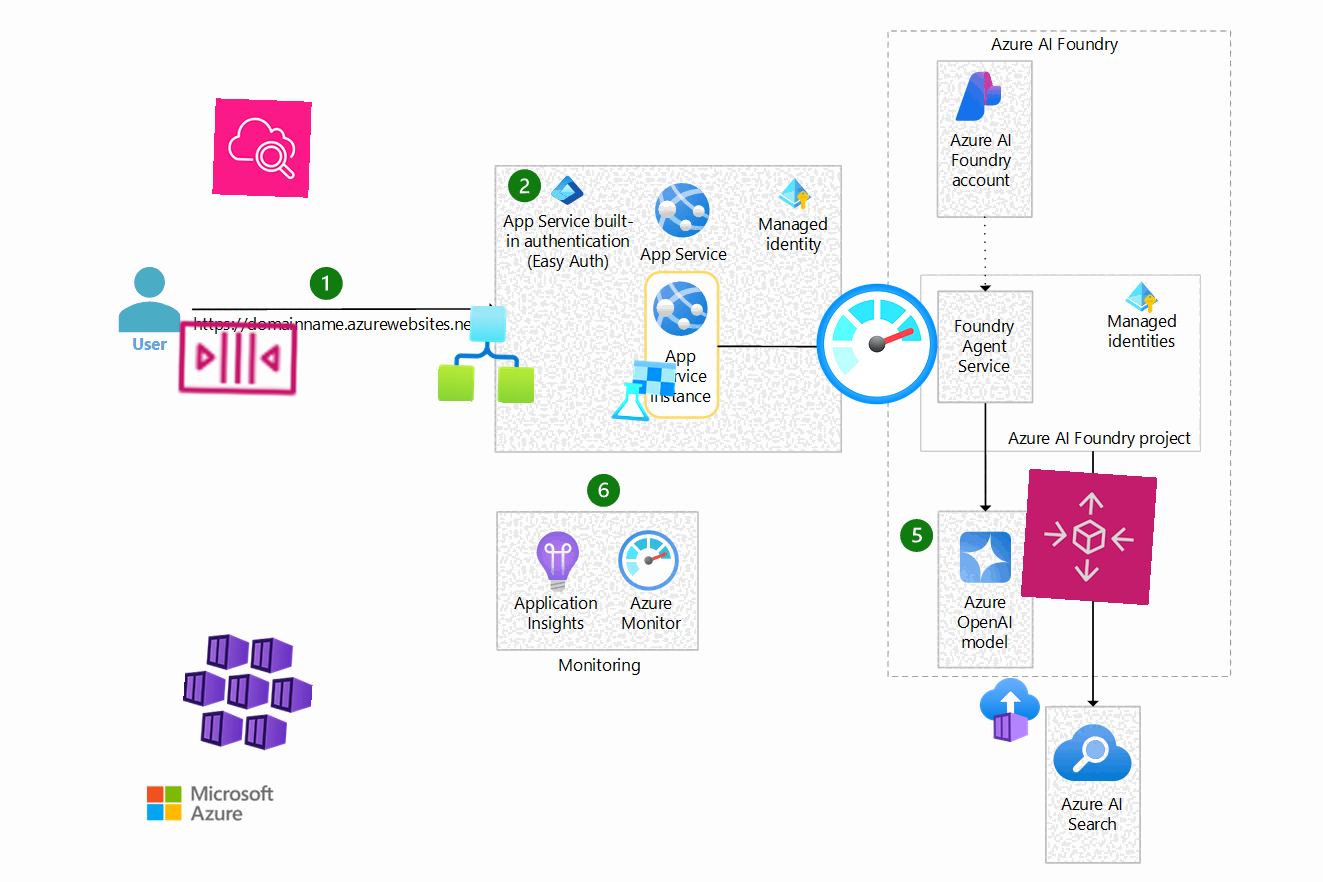 Azure AI Foundry
Azure AI
Foundry
account
1
https://domainname.azurewebsites.ne
User
2
App Service built-
in authentication
(Easy Auth)
App Service
Managed
identity
App
instance
Foundry
Agent
Service
Managed
identities
Azure AI Foundry project
6
Application
Insights
Azure
Monitor
Monitoring
5
Azure
OpenAI
model
Azure AI
Search
Microsoft
Azure